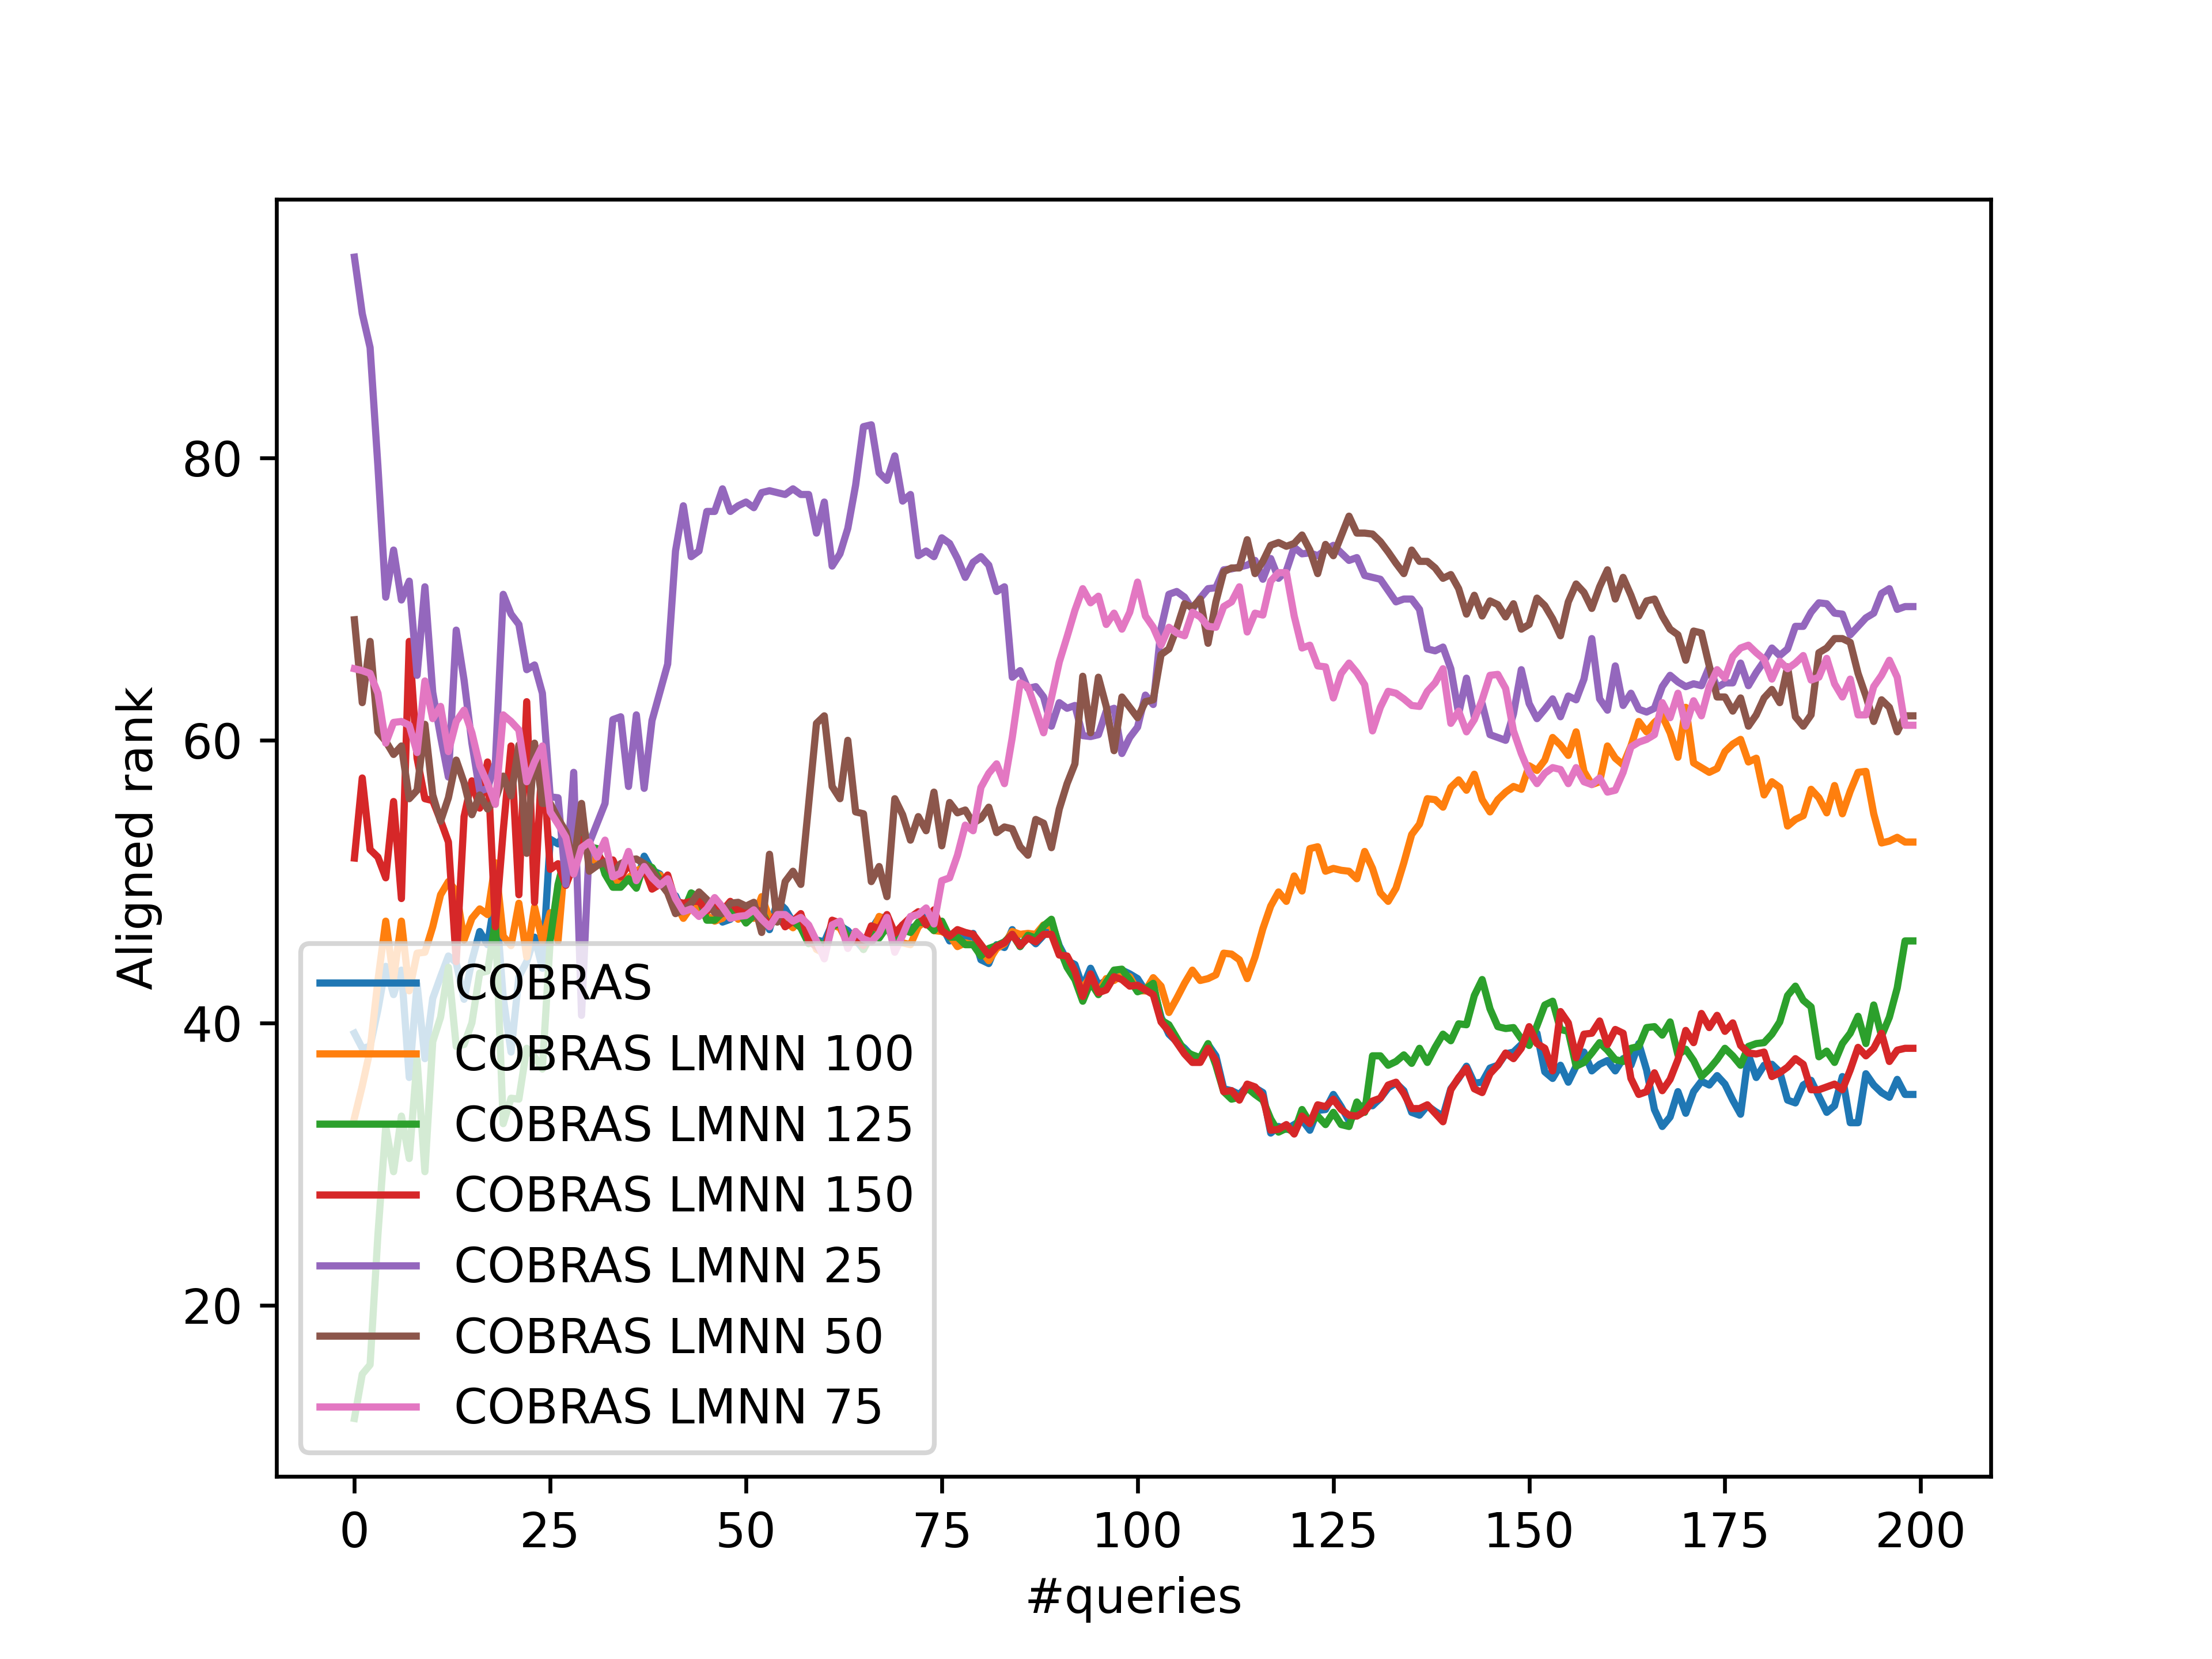 Aligned rank
80
60
40
20
COBRAS
COBRAS LMNN 100
COBRAS LMNN 125
COBRAS LMNN 150
COBRAS LMNN 25
COBRAS LMNN 50
COBRAS LMNN 75
0 25 50 75 100 125 150 175 200
#queries